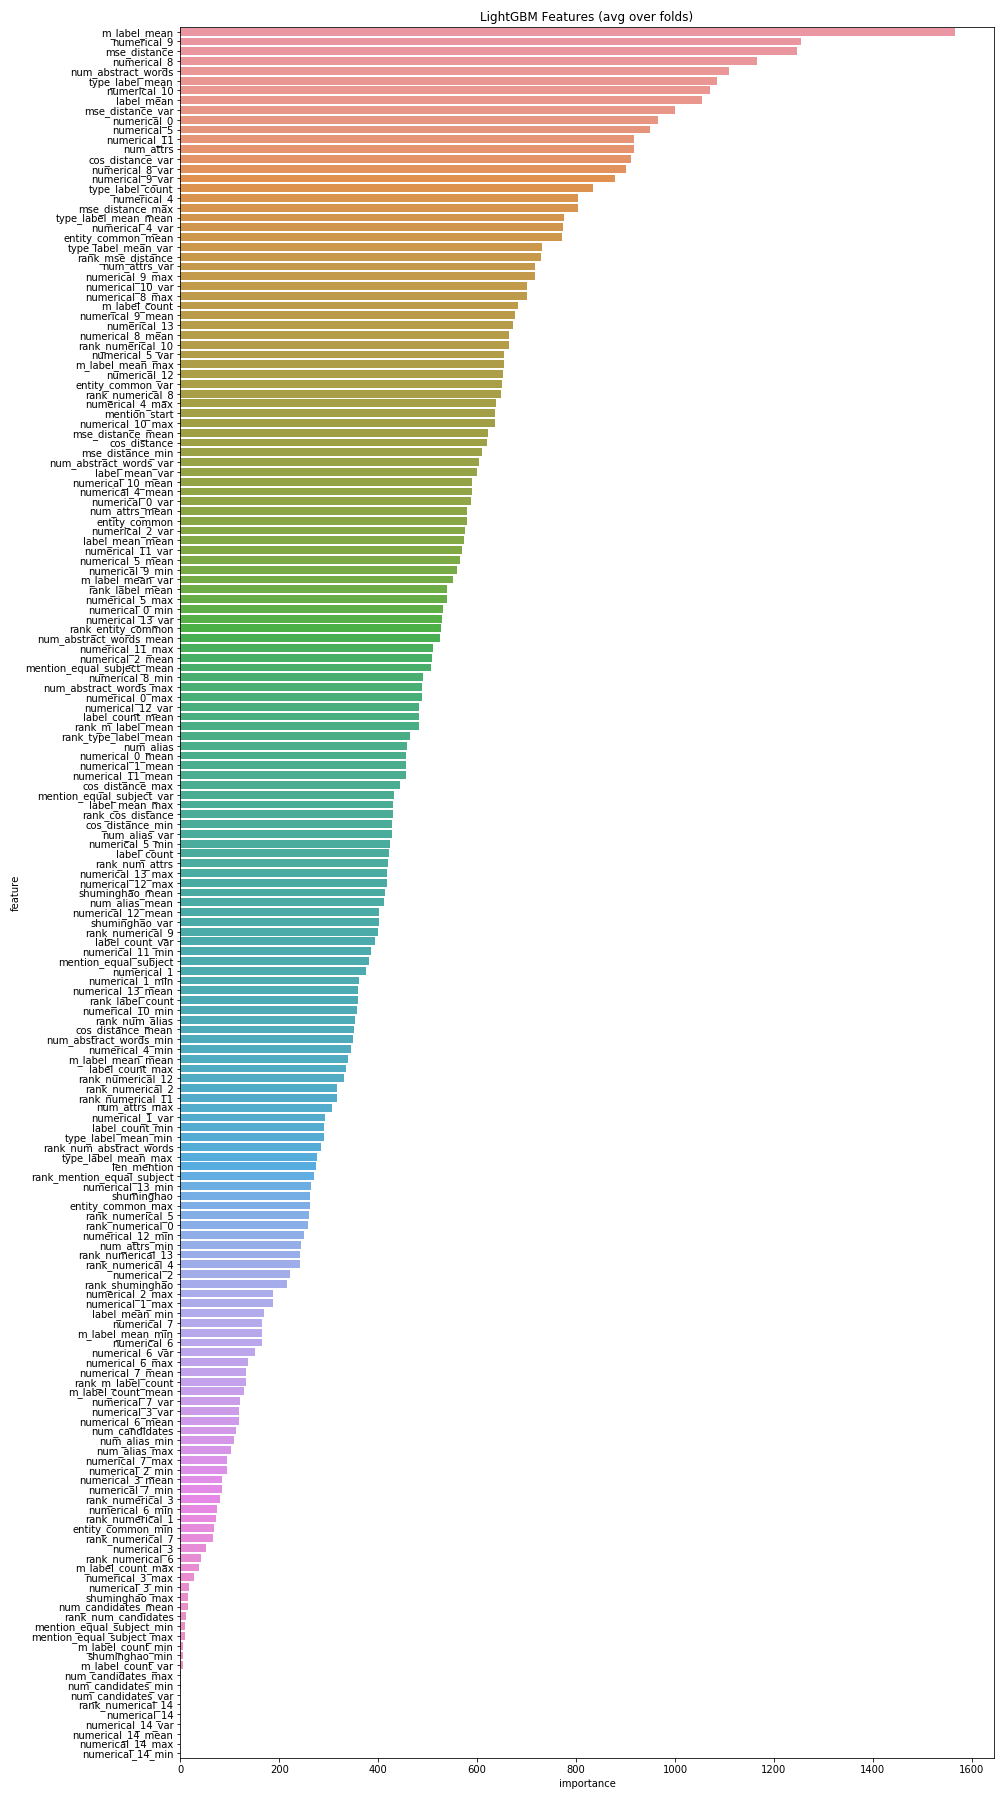 LightGBM Features (avg over folds)
m_label_mean
numerical_9
mse_distance
numerical_8
num_abstract_words
type_label_mean
numerical_10
label_mean
mse_distance_var
numerical_0
numerical_5
numerical_11
num_attrs
cos_distance_var
numerical_8_var
numerical_9_var
type_label_count
numerical_4
mse_distance_max
type_label_mean_mean
numerical_4_var
entity_common_mean
type_label_mean_var
rank_mse_distance
num_attrs_var
numerical_9_max
numerical_10_var
numerical_8_max
m_label_count
numerical_9_mean
numerical_13
numerical_8_mean
rank_numerical_10
numerical_5_var
m_label_mean_max
numerical_12
entity_common_var
rank_numerical_8
numerical_4_max
mention_start
numerical_10_max
mse_distance_mean
cos_distance
mse_distance_min
num_abstract_words_var
label_mean_var
numerical_10_mean
numerical_4_mean
numerical_0_var
num_attrs_mean
entity_common
numerical_2_var
label_mean_mean
numerical_11_var
numerical_5_mean
numerical_9_min
m_label_mean_var
rank_label_mean
numerical_5_max
numerical_0_min
numerical_13_var
rank_entity_common
num_abstract_words_mean
numerical_11_max
numerical_2_mean
mention_equal_subject_mean
numerical_8_min
num_abstract_words_max
numerical_0_max
numerical_12_var
label_count_mean
rank_m_label_mean
rank_type_label_mean
num_alias
numerical_0_mean
numerical_1_mean
numerical_11_mean
cos_distance_max
mention_equal_subject_var
label_mean_max
rank_cos_distance
cos_distance_min
num_alias_var
numerical_5_min
label_count
rank_num_attrs
numerical_13_max
numerical_12_max
shuminghao_mean
num_alias_mean
numerical_12_mean
shuminghao_var
rank_numerical_9
label_count_var
numerical_11_min
mention_equal_subject
numerical_1
numerical_1_min
numerical_13_mean
rank_label_count
numerical_10_min
rank_num_alias
cos_distance_mean
num_abstract_words_min
numerical_4_min
m_label_mean_mean
label_count_max
rank_numerical_12
rank_numerical_2
rank_numerical_11
num_attrs_max
numerical_1_var
label_count_min
type_label_mean_min
rank_num_abstract_words
type_label_mean_max
len_mention
rank_mention_equal_subject
numerical_13_min
shuminghao
entity_common_max
rank_numerical_5
rank_numerical_0
numerical_12_min
num_attrs_min
rank_numerical_13
rank_numerical_4
numerical_2
rank_shuminghao
numerical_2_max
numerical_1_max
label_mean_min
numerical_7
m_label_mean_min
numerical_6
numerical_6_var
numerical_6_max
numerical_7_mean
rank_m_label_count
m_label_count_mean
numerical_7_var
numerical_3_var
numerical_6_mean
num_candidates
num_alias_min
num_alias_max
numerical_7_max
numerical_2_min
numerical_3_mean
numerical_7_min
rank_numerical_3
numerical_6_min
rank_numerical_1
entity_common_min
rank_numerical_7
numerical_3
rank_numerical_6
m_label_count_max
numerical_3_max
numerical_3_min
shuminghao_max
num_candidates_mean
rank_num_candidates
mention_equal_subject_min
mention_equal_subject_max
m_label_count_min
shuminghao_min
m_label_count_var
num_candidates_max
num_candidates_min
num_candidates_var
rank_numerical_14
numerical_14
numerical_14_var
numerical_14_mean
numerical_14_max
numerical_14_min
feature
0 200 400 600 800 1000 1200 1400 1600
importance